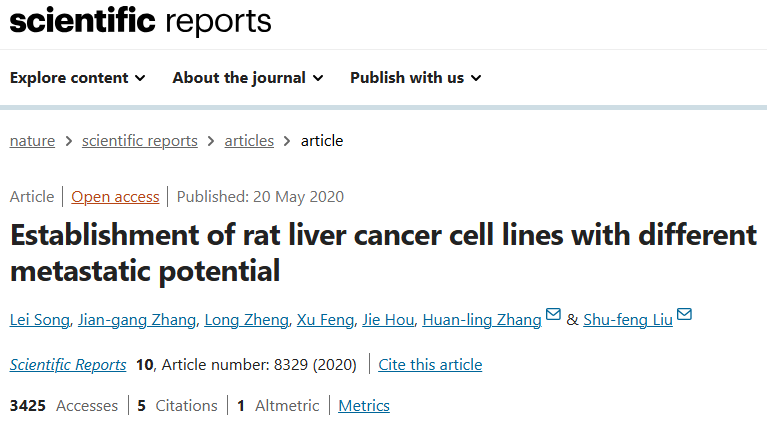 scientific reports
Explore content About the journal Publish with us
nature > scientific reports > articles > article
Article | Open access | Published: 20 May 2020
Establishment of rat liver cancer cell lines with different
metastatic potential
Lei Song, Jian-gang Zhang, Long Zheng, Xu Feng, Jie Hou, Huan-ling Zhang & Shu-feng Liu
Scientific Reports 10, Article number: 8329 (2020) | Cite this article
3425 Accesses | 5 Citations | 1 Altmetric | Metrics